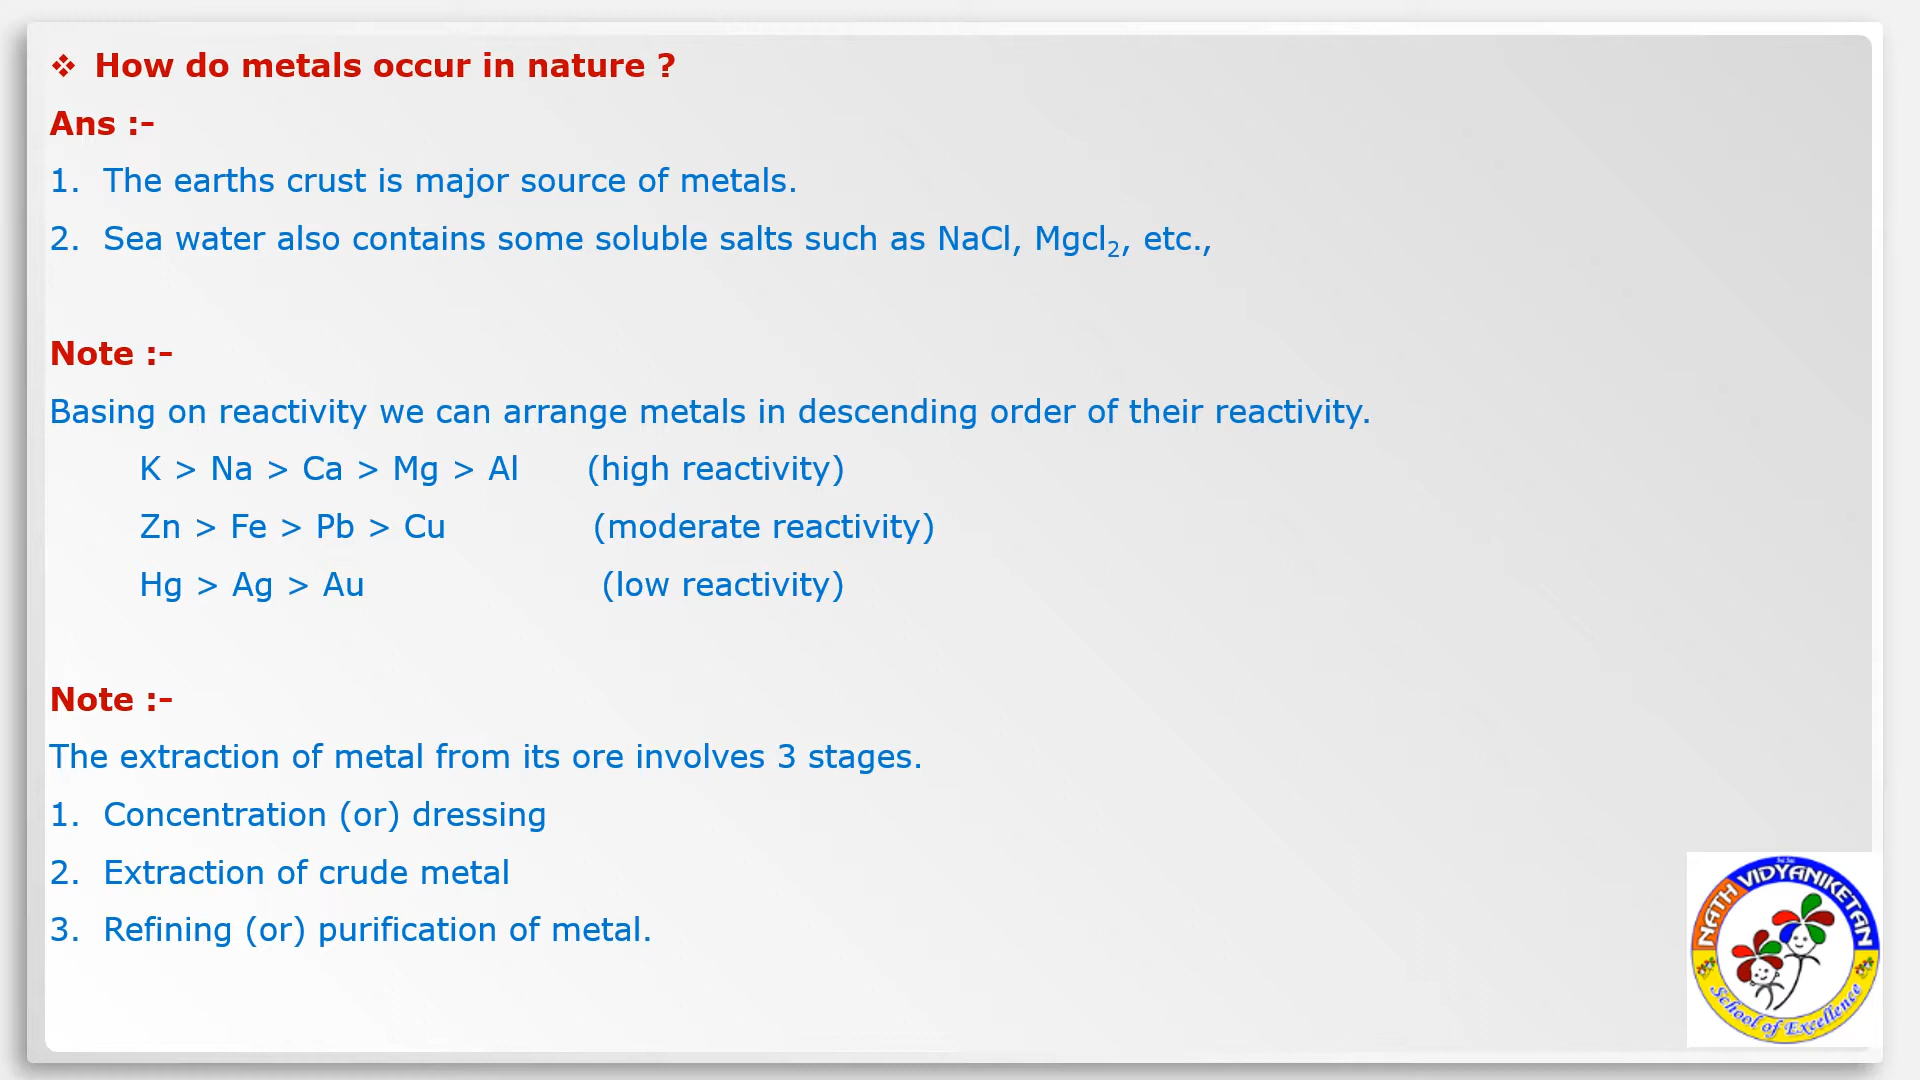 ❖ How do metals occur in nature ?
Ans :-
1. The earths crust is major source of metals.
2. Sea water also contains some soluble salts such as NaCl, Mgcl₂, etc.,
Note :-
Basing on reactivity we can arrange metals in descending order of their reactivity.
K > Na > Ca > Mg > Al (high reactivity)
Zn > Fe > Pb > Cu (moderate reactivity)
Hg > Ag > Au (low reactivity)
Note :-
The extraction of metal from its ore involves 3 stages.
1. Concentration (or) dressing
2. Extraction of crude metal
3. Refining (or) purification of metal.
NATH VIDYANIKETAN
School of Excellence